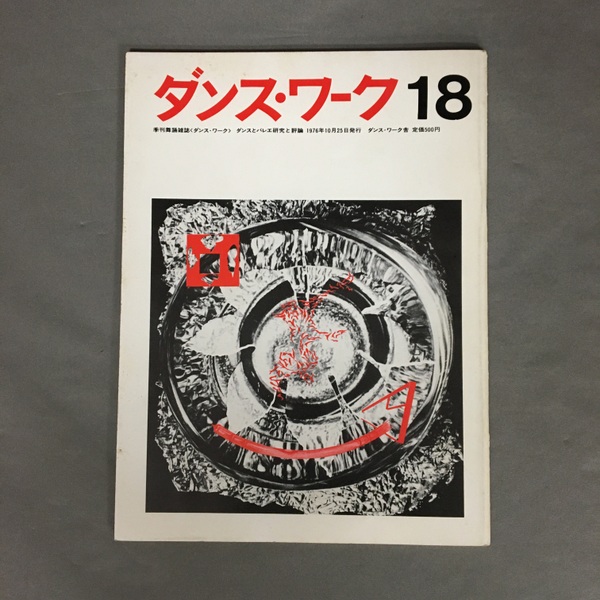 ダンス・ワーク 18
季刊舞踊雑誌〈ダンス・ワーク〉 ダンスとバレエ研究と評論 1976年10月25日発行 ダンス・ワーク舎 定価500円